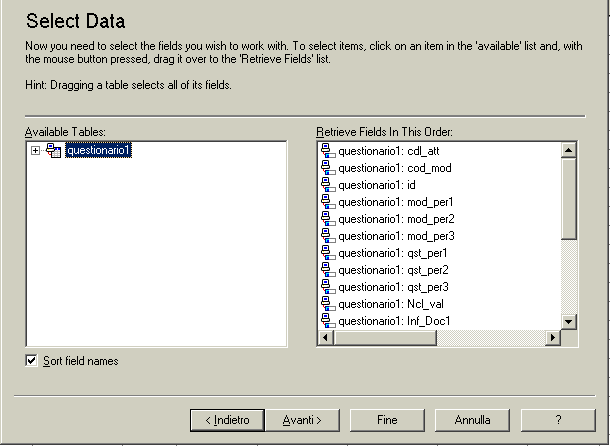 Select Data
Now you need to select the fields you wish to work with. To select items, click on an item in the 'available' list and, with
the mouse button pressed, drag it over to the 'Retrieve Fields' list.
Hint: Dragging a table selects all of its fields.
Available Tables:
questionario1
Retrieve Fields In This Order:
questionario1: cdl_att
questionario1: cod_mod
questionario1: id
questionario1: mod_per1
questionario1: mod_per2
questionario1: mod_per3
questionario1: qst_per1
questionario1: qst_per2
questionario1: qst_per3
questionario1: Ncl_val
questionario1: Inf_Doc1
Sort field names
< Indietro
Avanti >
Fine
Annulla
?